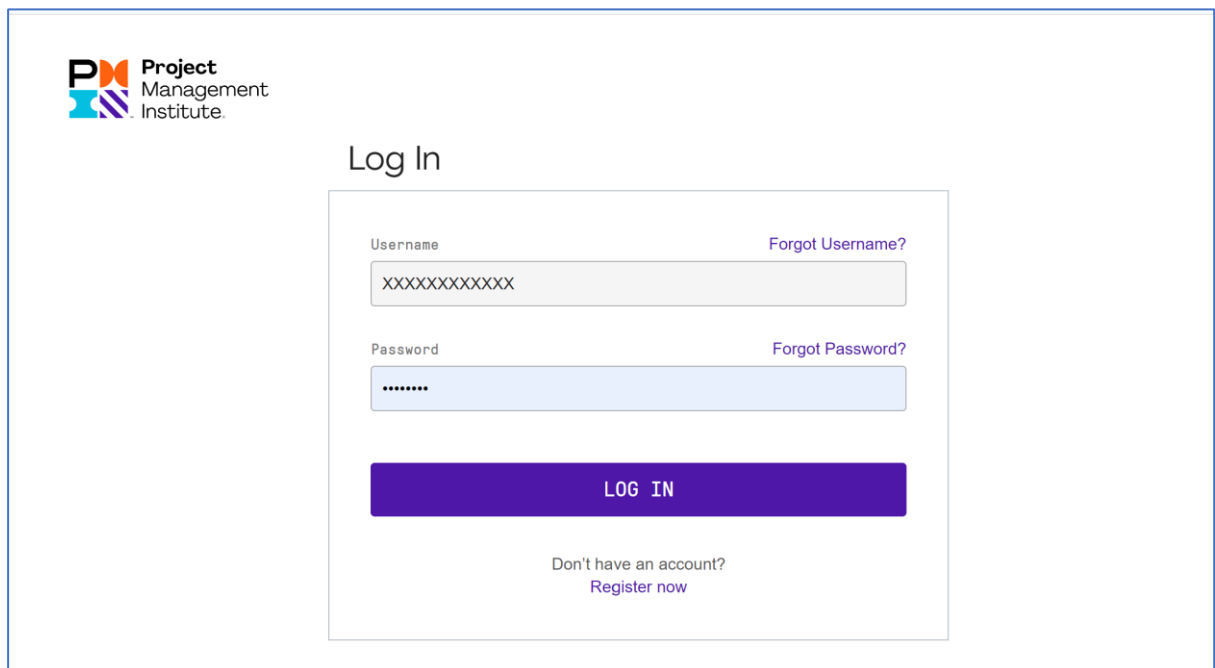 Project
Management
Institute.
Log In
Username
Forgot Username?
XXXXXXXXXXXX
Password
Forgot Password?
••••••••
LOG IN
Don't have an account?
Register now